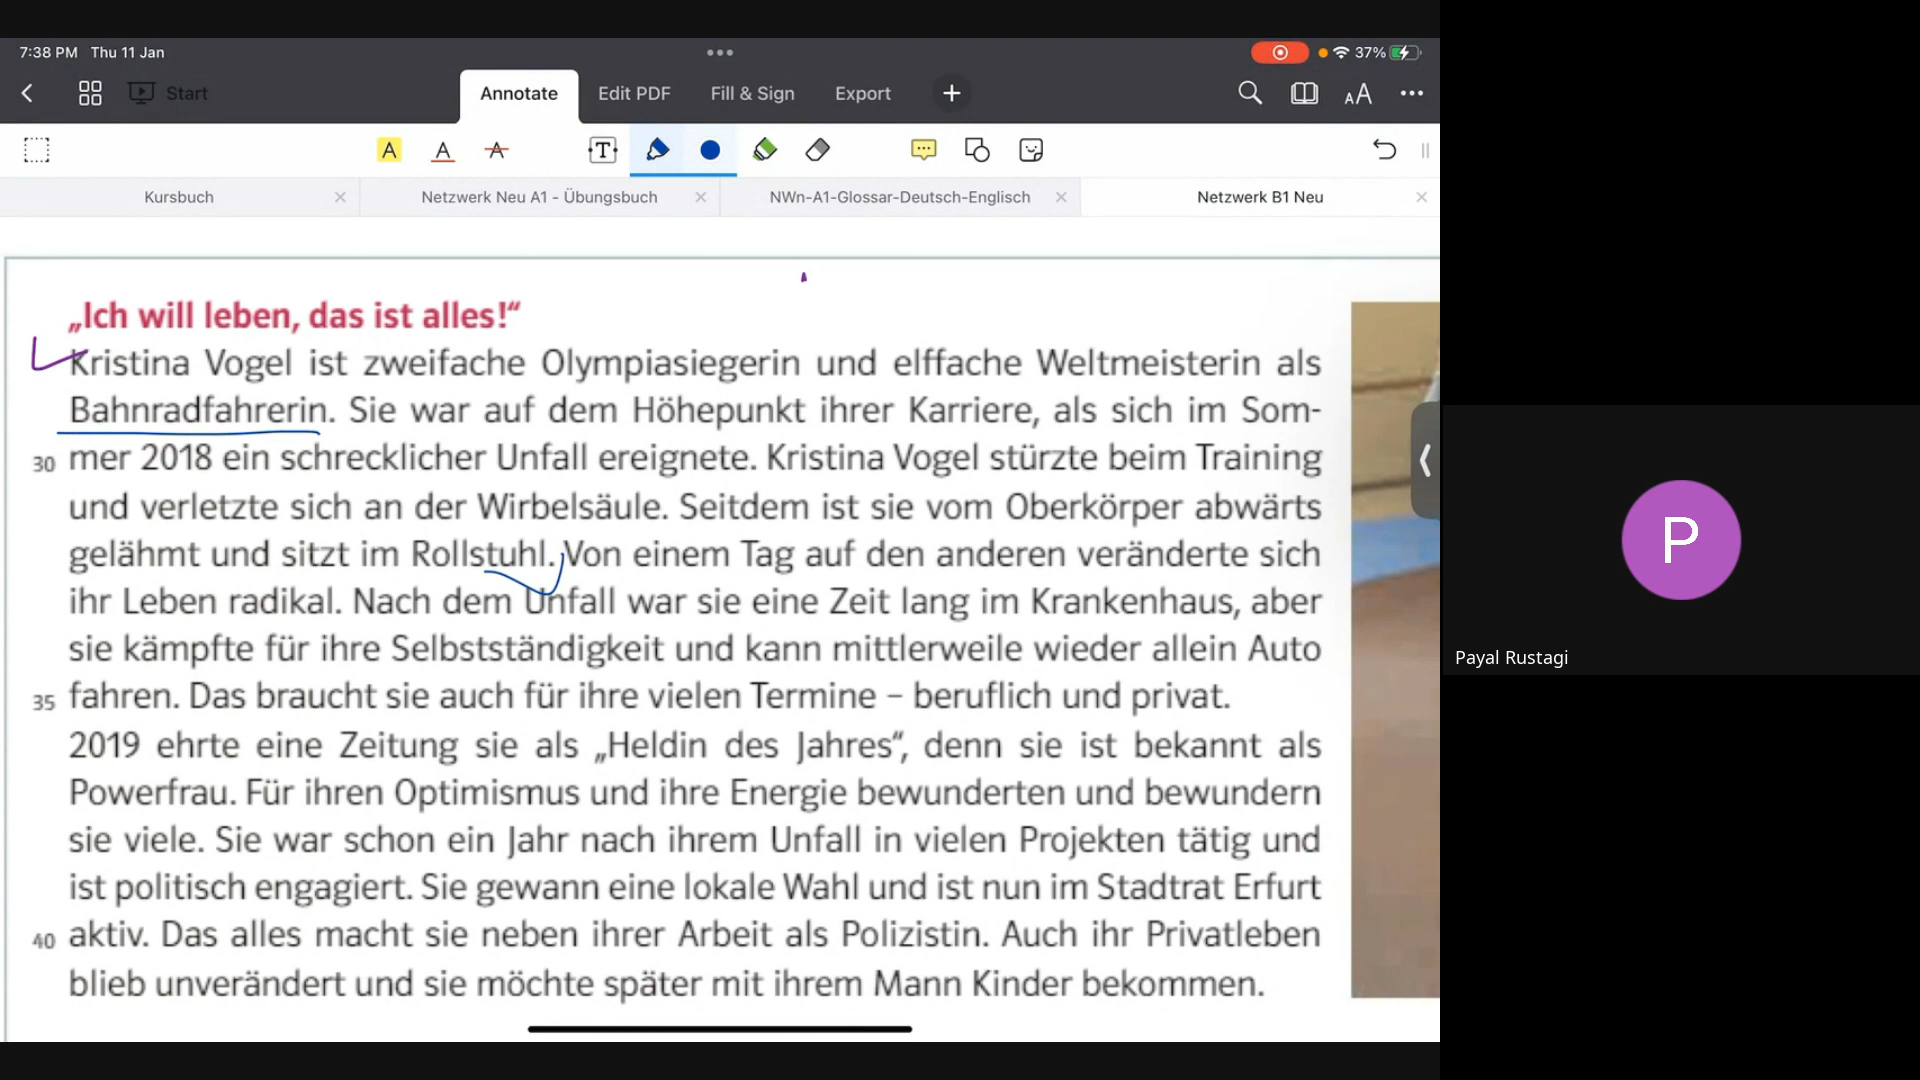 7:38 PM Thu 11 Jan
37%
Start
Annotate
Edit PDF
Fill & Sign
Export
Kursbuch
Netzwerk Neu A1 - Übungsbuch
NWn-A1-Glossar-Deutsch-Englisch
Netzwerk B1 Neu
„Ich will leben, das ist alles!“
Kristina Vogel ist zweifache Olympiasiegerin und elffache Weltmeisterin als
Bahnradfahrerin. Sie war auf dem Höhepunkt ihrer Karriere, als sich im Som-
30 mer 2018 ein schrecklicher Unfall ereignete. Kristina Vogel stürzte beim Training
und verletzte sich an der Wirbelsäule. Seitdem ist sie vom Oberkörper abwärts
gelähmt und sitzt im Rollstuhl. Von einem Tag auf den anderen veränderte sich
ihr Leben radikal. Nach dem Unfall war sie eine Zeit lang im Krankenhaus, aber
sie kämpfte für ihre Selbstständigkeit und kann mittlerweile wieder allein Auto
35 fahren. Das braucht sie auch für ihre vielen Termine – beruflich und privat.
2019 ehrte eine Zeitung sie als „Heldin des Jahres“, denn sie ist bekannt als
Powerfrau. Für ihren Optimismus und ihre Energie bewunderten und bewundern
sie viele. Sie war schon ein Jahr nach ihrem Unfall in vielen Projekten tätig und
ist politisch engagiert. Sie gewann eine lokale Wahl und ist nun im Stadtrat Erfurt
40 aktiv. Das alles macht sie neben ihrer Arbeit als Polizistin. Auch ihr Privatleben
blieb unverändert und sie möchte später mit ihrem Mann Kinder bekommen.
P
Payal Rustagi